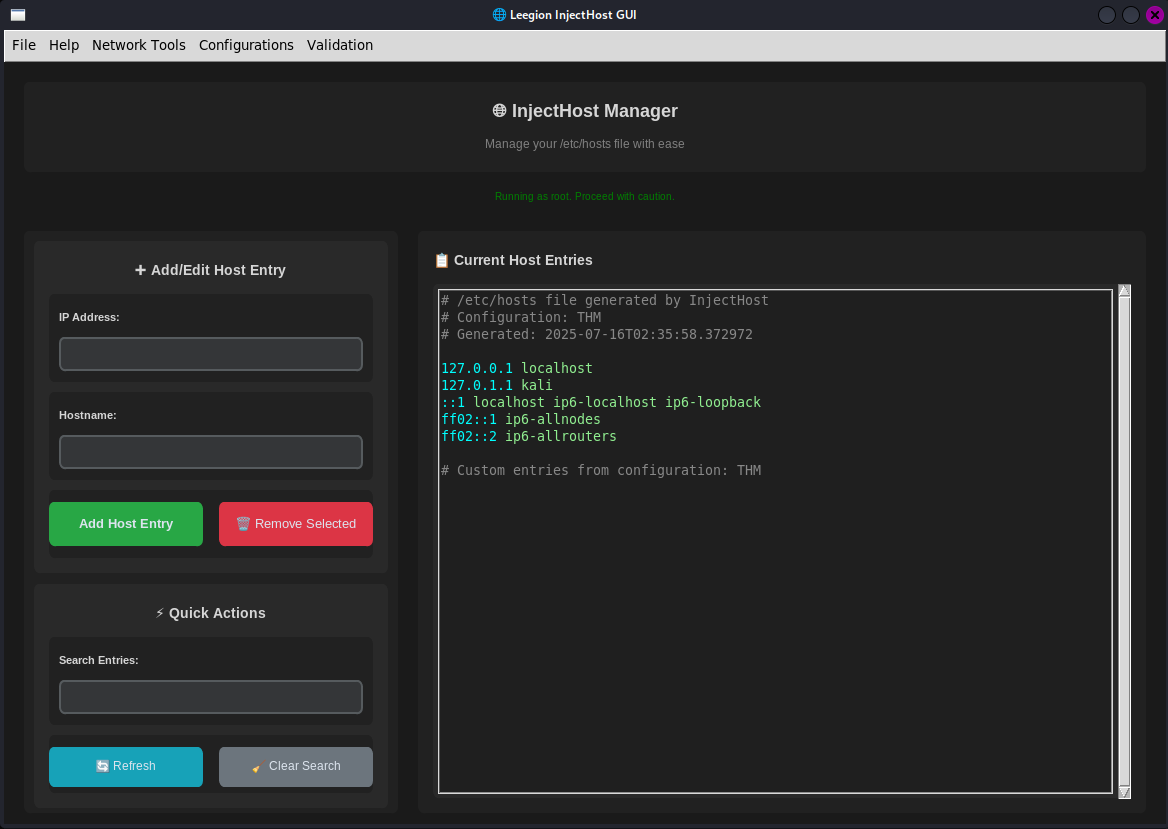 Leegion InjectHost GUI
File Help Network Tools Configurations Validation
InjectHost Manager
Manage your /etc/hosts file with ease
Running as root. Proceed with caution.
Add/Edit Host Entry
IP Address:
Hostname:
Add Host Entry
Remove Selected
Quick Actions
Search Entries:
Refresh
Clear Search
Current Host Entries
# /etc/hosts file generated by InjectHost
# Configuration: THM
# Generated: 2025-07-16T02:35:58.372972
127.0.0.1 localhost
127.0.1.1 kali
::1 localhost ip6-localhost ip6-loopback
ff02::1 ip6-allnodes
ff02::2 ip6-allrouters
# Custom entries from configuration: THM